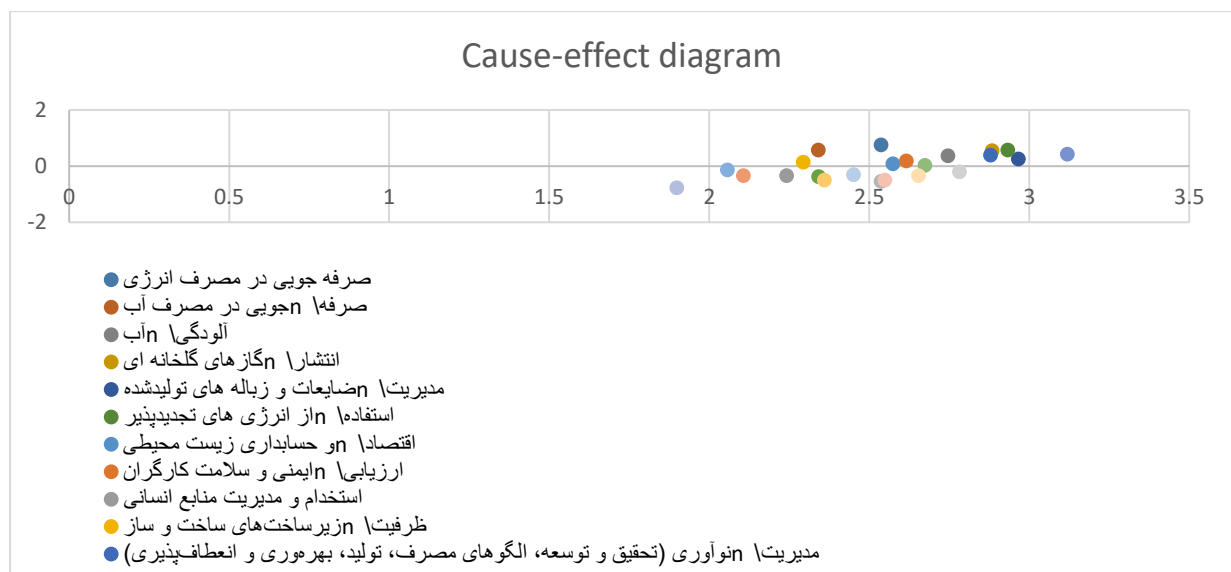 Cause-effect diagram
2
0
-2
0 0.5 1 1.5 2 2.5 3 3.5
صرفه جویی در مصرف انرژی
صرفه\nجویی در مصرف آب
آلودگی\nآب
انتشار\nگازهای گلخانه ای
مدیریت\nضایعات و زباله های تولیدشده
استفاده\nاز انرژی های تجدیدپذیر
اقتصاد\nو حسابداری زیست محیطی
ارزیابی\nایمنی و سلامت کارگران
استخدام و مدیریت منابع انسانی
ظرفیت\nزیرساخت‌های ساخت و ساز
مدیریت\nنوآوری (تحقیق و توسعه، الگوهای مصرف، تولید، بهره‌وری و انعطاف‌پذیری)